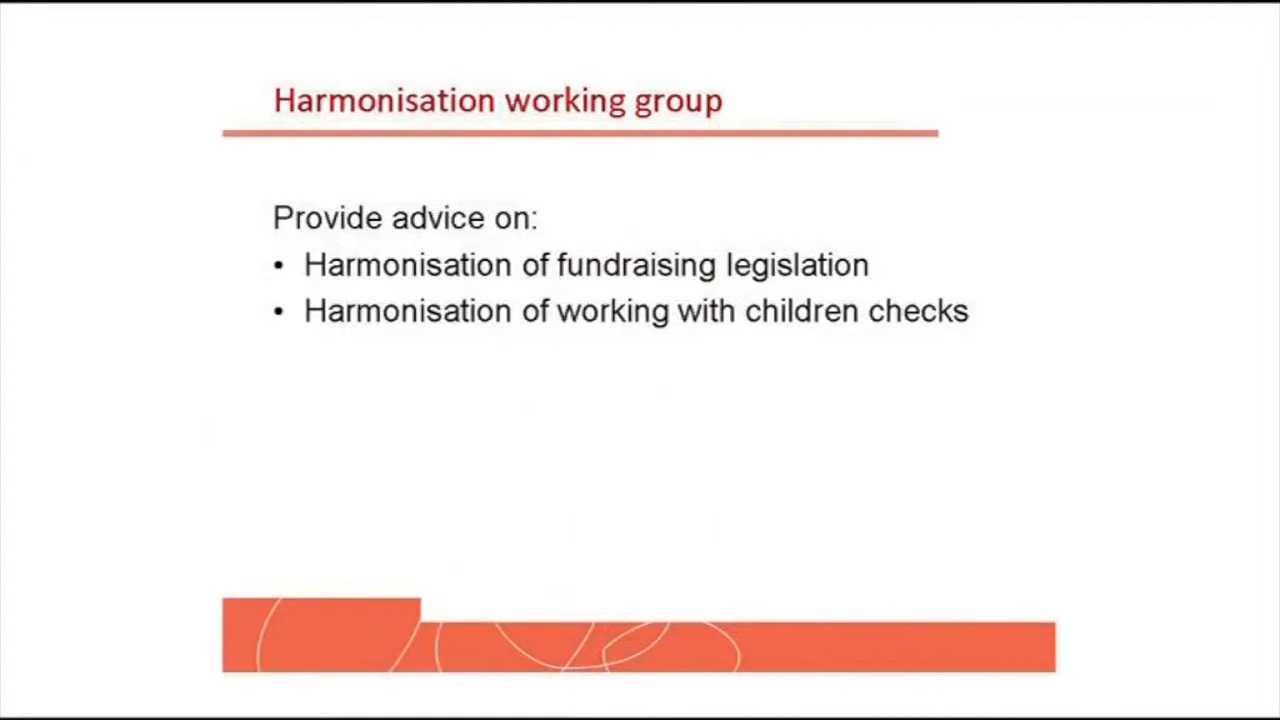 Harmonisation working group
Provide advice on:
• Harmonisation of fundraising legislation
• Harmonisation of working with children checks